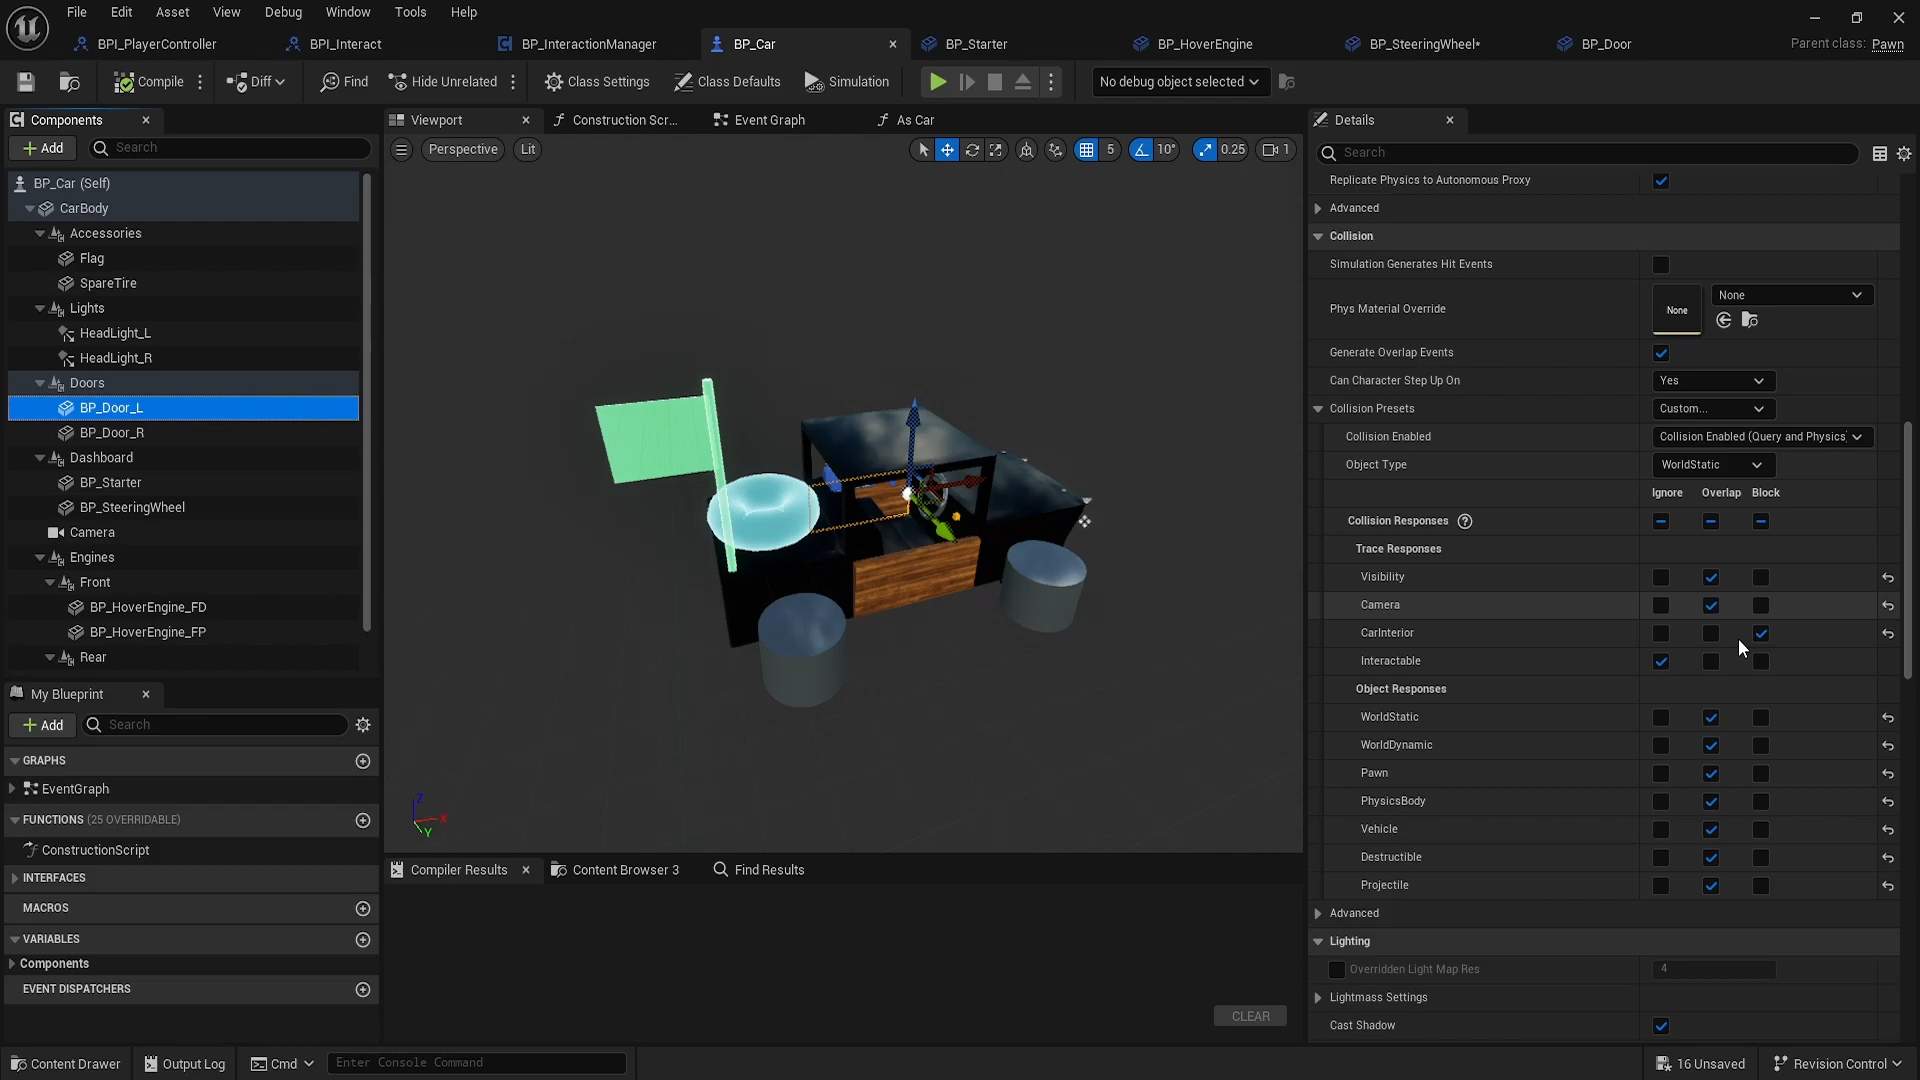 File Edit Asset View Debug Window Tools Help
BPI_PlayerController BPI_Interact BP_InteractionManager BP_Car BP_Starter BP_HoverEngine BP_SteeringWheel* BP_Door Parent class: Pawn
Compile Diff Find Hide Unrelated Class Settings Class Defaults Simulation No debug object selected
Components Viewport Construction Scr... Event Graph As Car Details
Add Search Perspective Lit 5 10° 0.25 1 Search
BP_Car (Self)
CarBody
Accessories
Flag
SpareTire
Lights
HeadLight_L
HeadLight_R
Doors
BP_Door_L
BP_Door_R
Dashboard
BP_Starter
BP_SteeringWheel
Camera
Engines
Front
BP_HoverEngine_FD
BP_HoverEngine_FP
Rear
My Blueprint
Add Search
GRAPHS
EventGraph
FUNCTIONS (25 OVERRIDABLE)
ConstructionScript
INTERFACES
MACROS
VARIABLES
Components
EVENT DISPATCHERS
Z
X
Y
Compiler Results Content Browser 3 Find Results
CLEAR
Replicate Physics to Autonomous Proxy
Advanced
Collision
Simulation Generates Hit Events
Phys Material Override None None
Generate Overlap Events
Can Character Step Up On Yes
Collision Presets Custom...
Collision Enabled Collision Enabled (Query and Physics)
Object Type WorldStatic
Ignore Overlap Block
Collision Responses
Trace Responses
Visibility
Camera
CarInterior
Interactable
Object Responses
WorldStatic
WorldDynamic
Pawn
PhysicsBody
Vehicle
Destructible
Projectile
Advanced
Lighting
Overridden Light Map Res 4
Lightmass Settings
Cast Shadow
Content Drawer Output Log Cmd Enter Console Command 16 Unsaved Revision Control